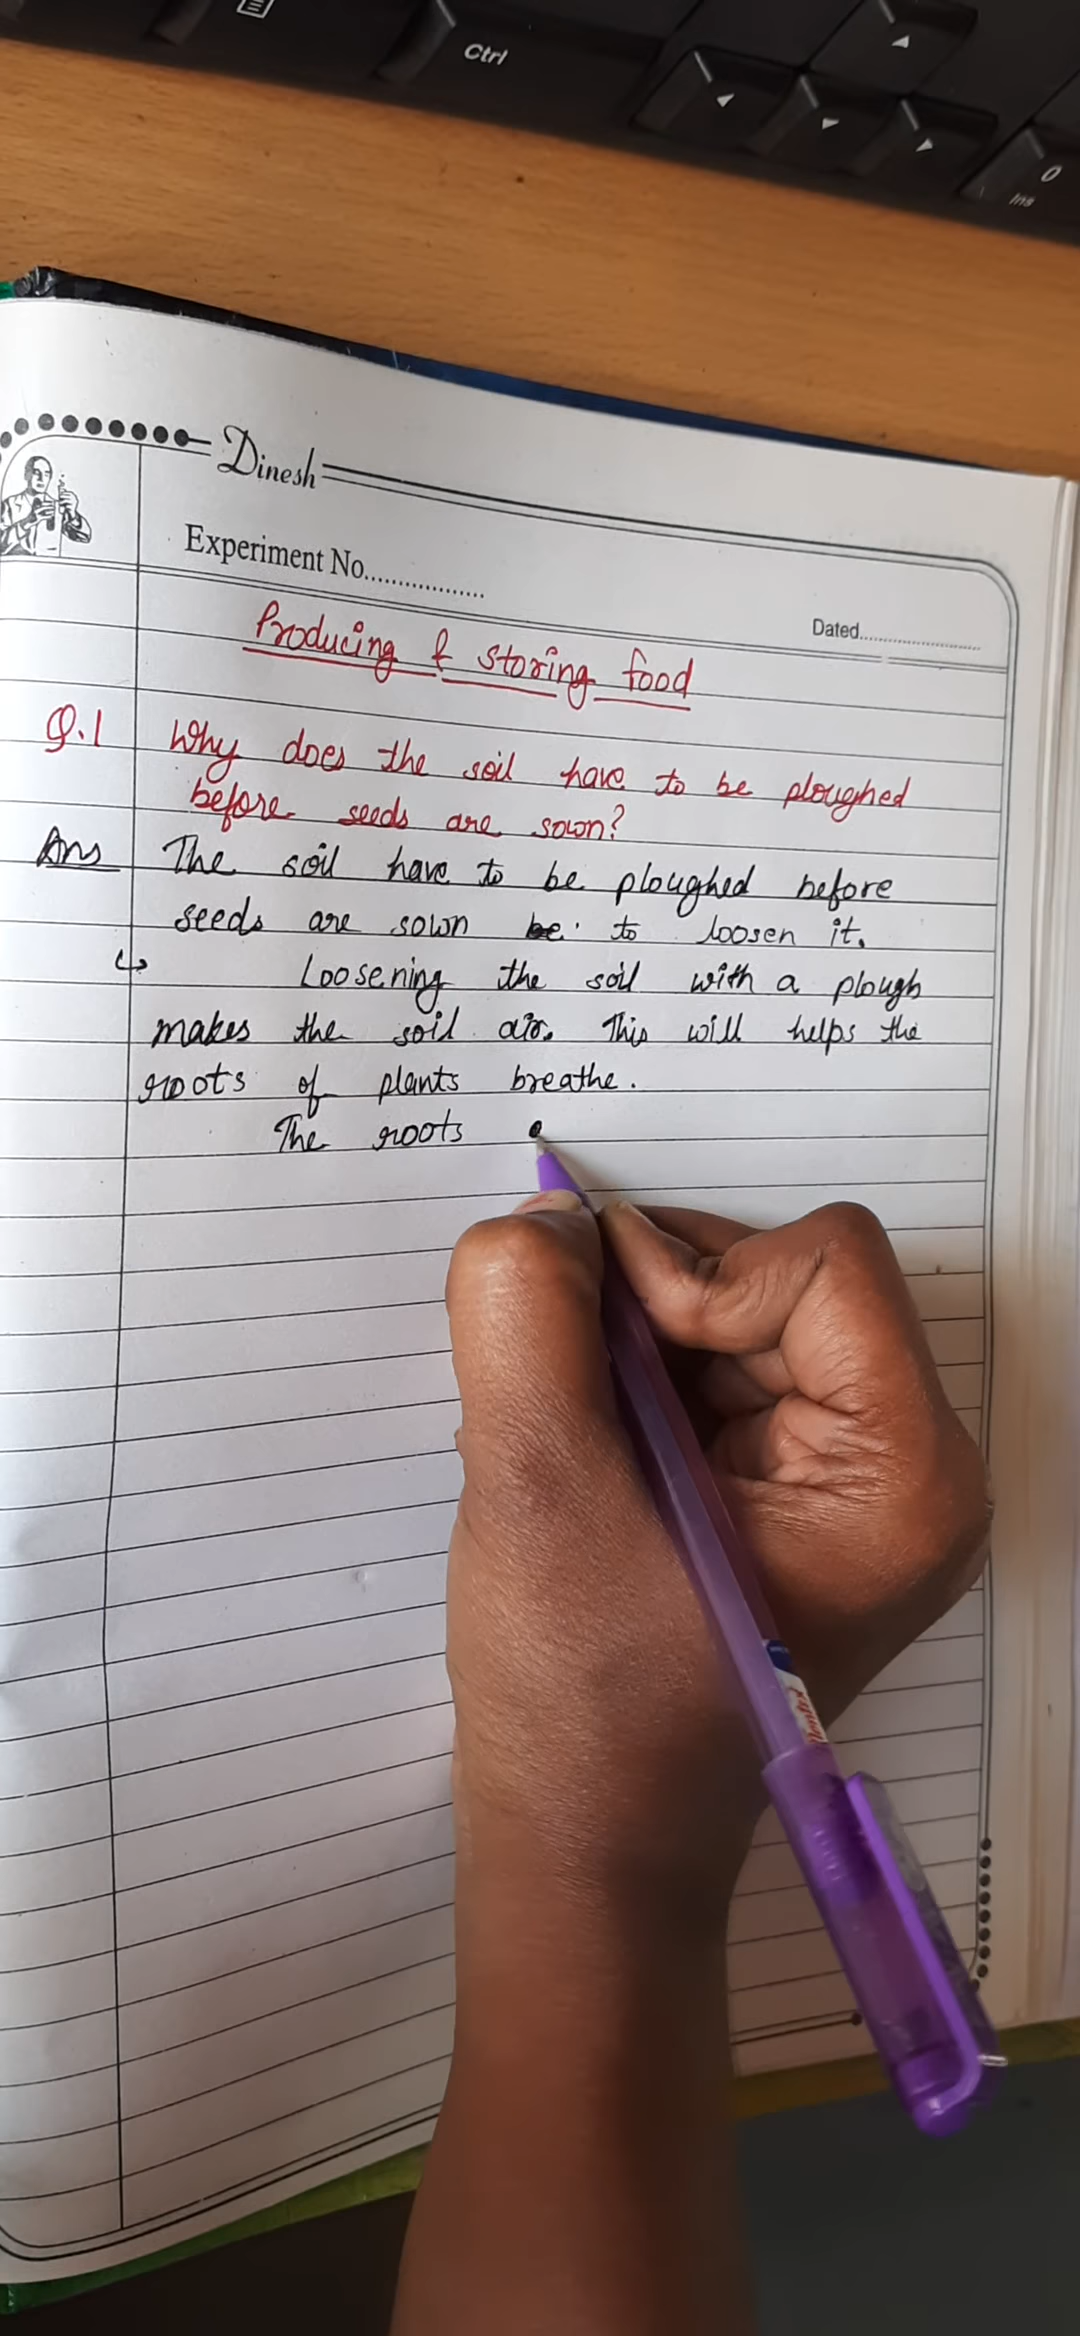 Ctrl
0
Ins
Dinesh
Experiment No..................
Dated........................
Producing & Storing food
Q.1 Why does the soil have to be ploughed
before seeds are sown?
Ans The soil have to be ploughed before
seeds are sown to loosen it.
↳ Loosening the soil with a plough
makes the soil air. This will helps the
roots of plants breathe.
The roots